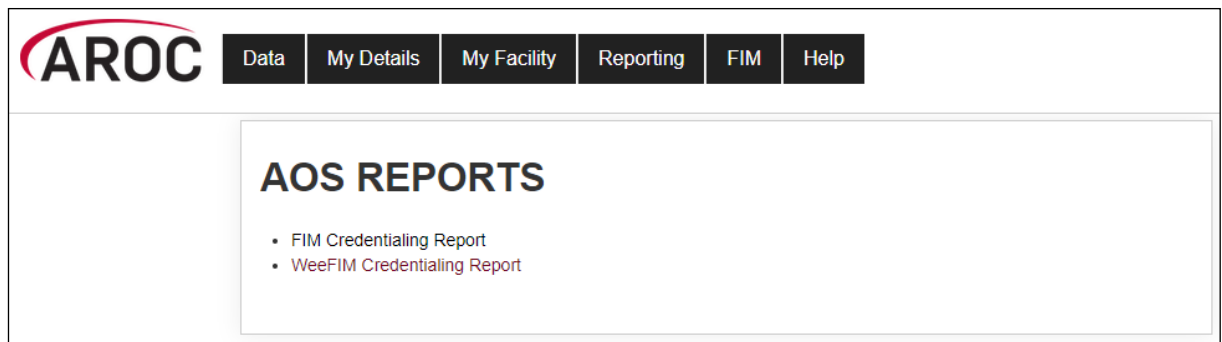 AROC
Data My Details My Facility Reporting FIM Help
AOS REPORTS
• FIM Credentialing Report
• WeeFIM Credentialing Report